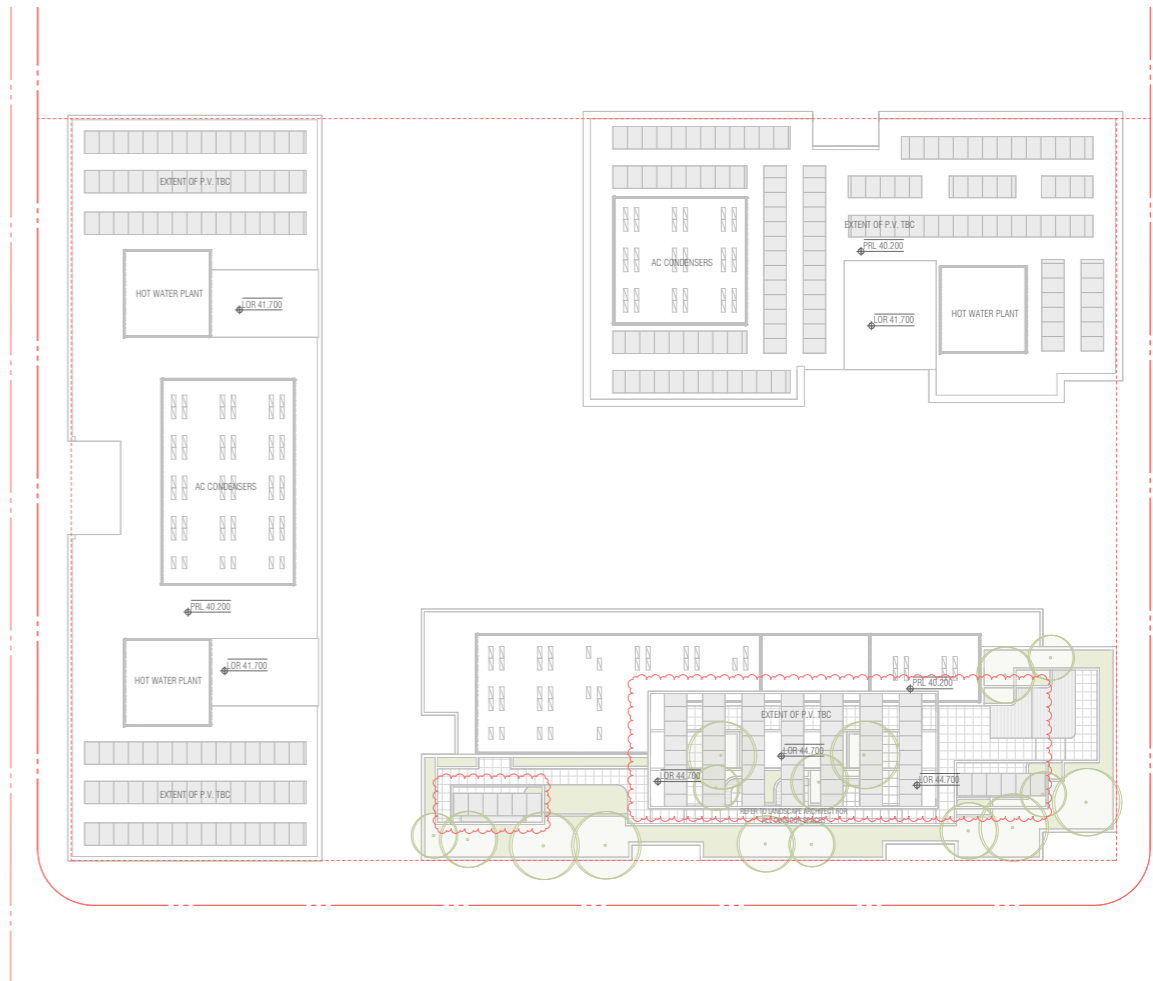 EXTENT OF P.V. TBC
HOT WATER PLANT
LOR 41.700
AC CONDENSERS
PRL 40.200
LOR 41.700
HOT WATER PLANT
EXTENT OF P.V. TBC
EXTENT OF P.V. TBC
PRL 40.200
AC CONDENSERS
LOR 41.700
HOT WATER PLANT
PRL 40.200
EXTENT OF P.V. TBC
LOR 44.700
LOR 44.700
LOR 44.700
REFER TO LANDSCAPE ARCHITECT FOR